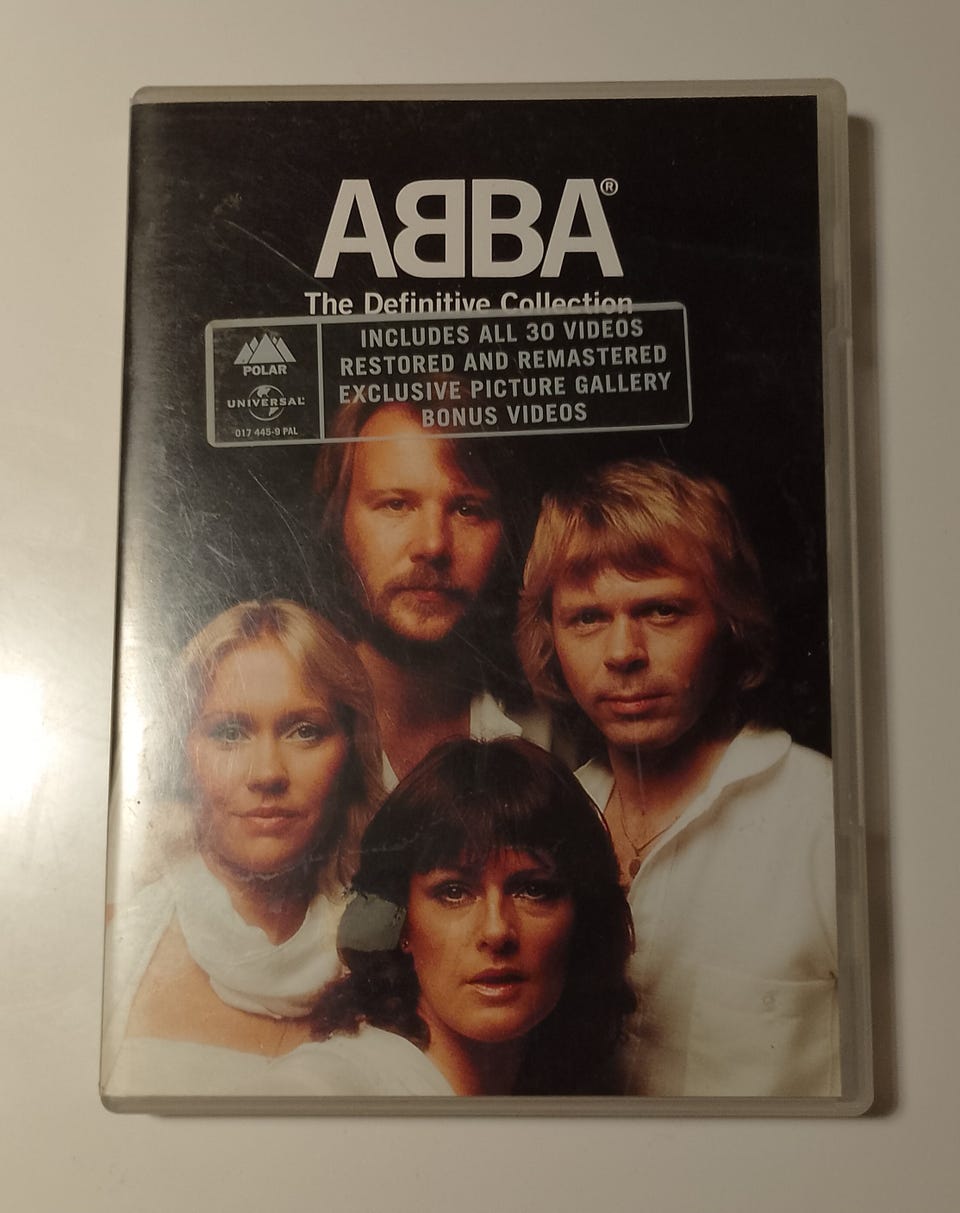 ABBA®
The Definitive Collection
INCLUDES ALL 30 VIDEOS
RESTORED AND REMASTERED
EXCLUSIVE PICTURE GALLERY
BONUS VIDEOS
POLAR
UNIVERSAL
017 445-9 PAL